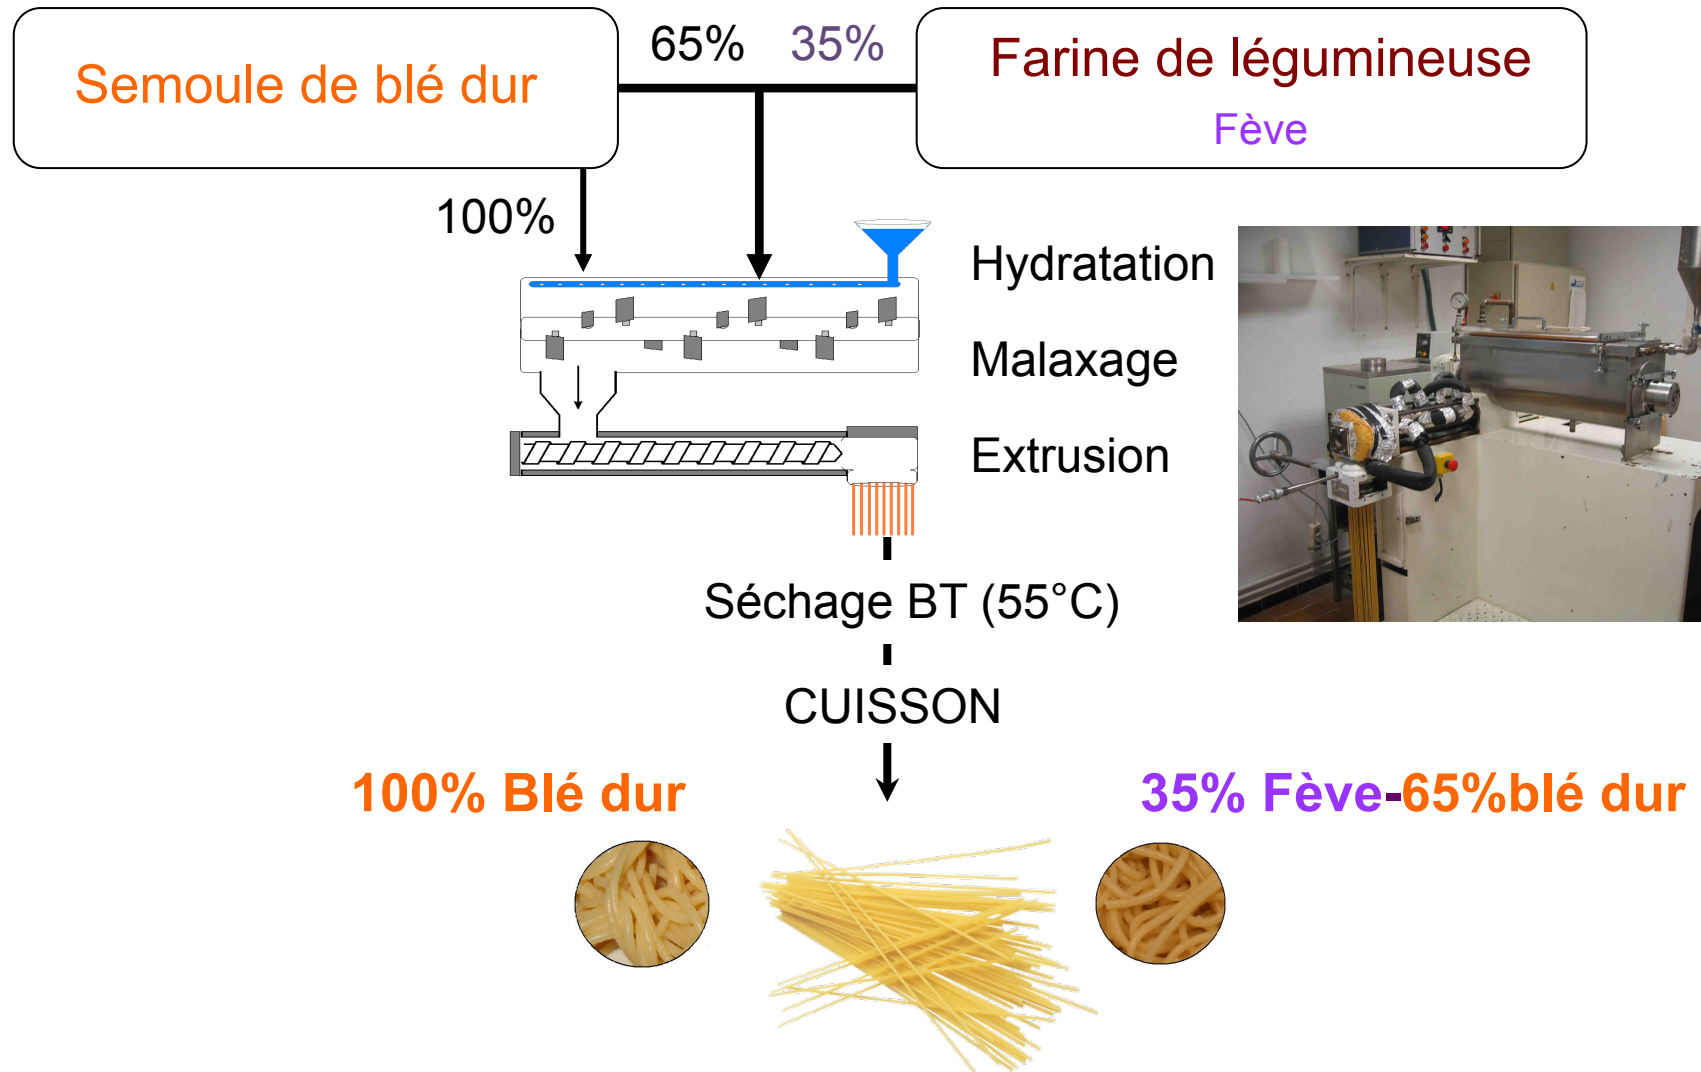 Semoule de blé dur
65% 35%
Farine de légumineuse
Fève
100%
Hydratation
Malaxage
Extrusion
Séchage BT (55°C)
CUISSON
100% Blé dur
35% Fève-65%blé dur